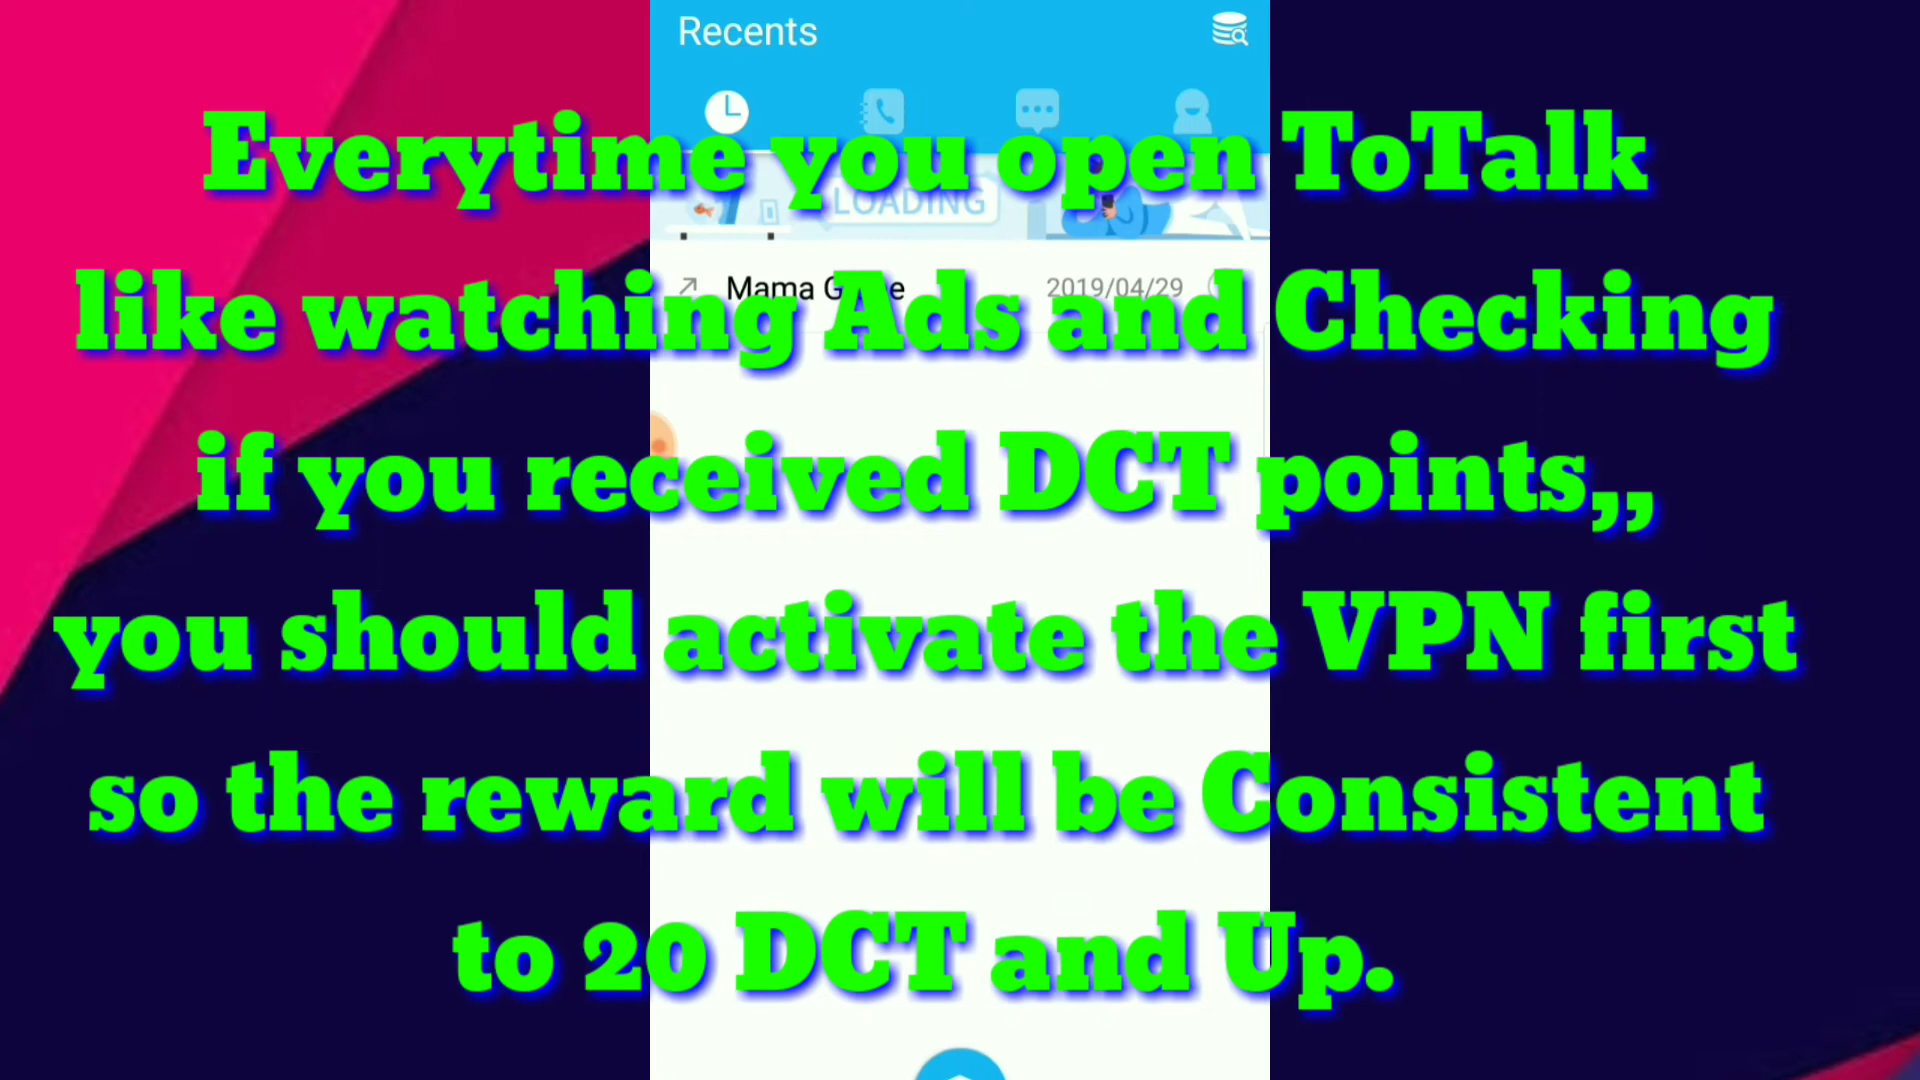 Recents
Everytime you open ToTalk
LOADING
Mama 2019/04/29
like watching Ads and Checking
if you received DCT points,,
you should activate the VPN first
so the reward will be Consistent
to 20 DCT and Up.